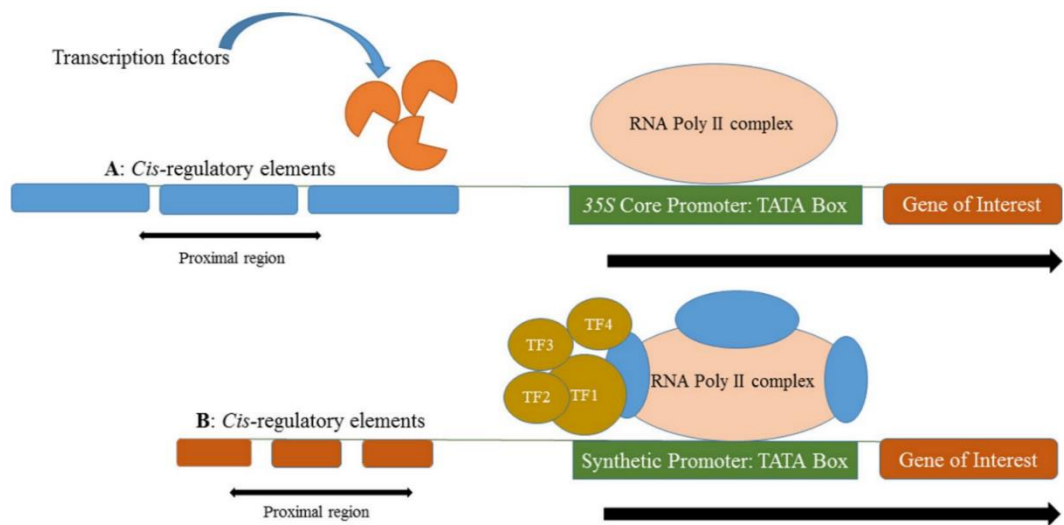 Transcription factors
RNA Poly II complex
A: Cis-regulatory elements
35S Core Promoter: TATA Box
Gene of Interest
Proximal region
TF4
TF3
RNA Poly II complex
TF2
TF1
B: Cis-regulatory elements
Synthetic Promoter: TATA Box
Gene of Interest
Proximal region